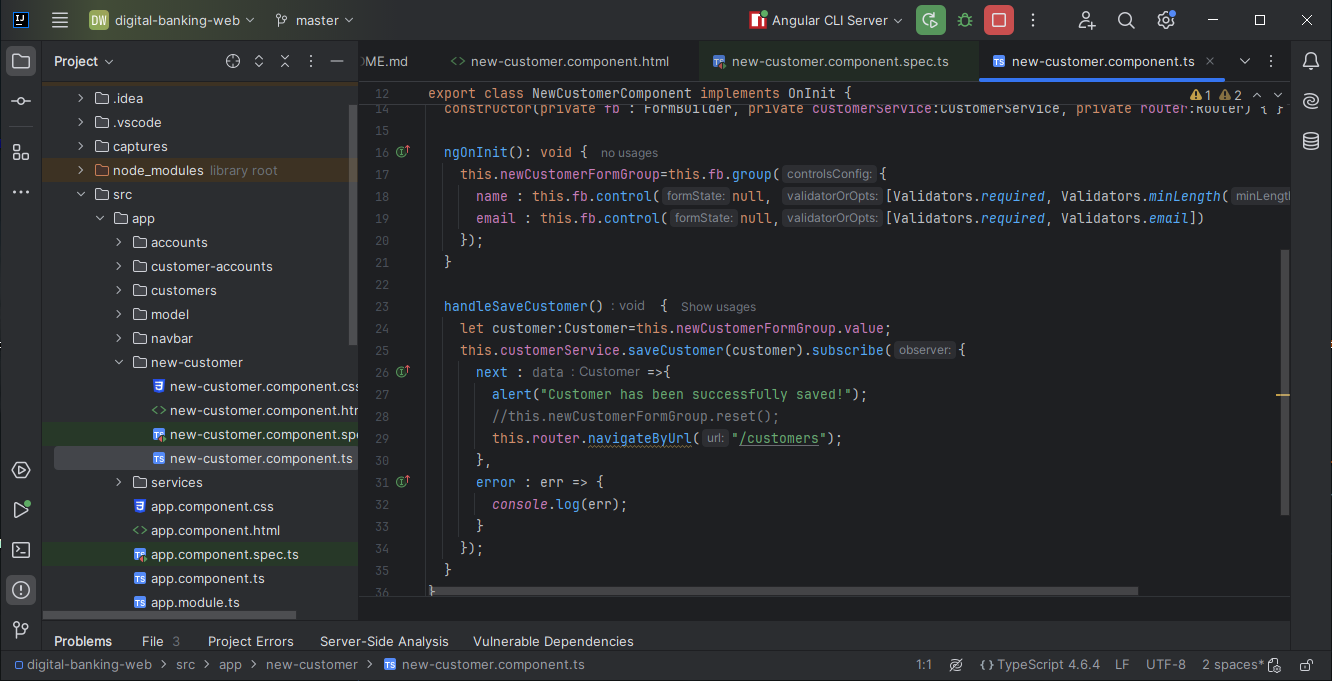 IJ DW digital-banking-web master Angular CLI Server
Project
.idea
.vscode
captures
node_modules library root
src
app
accounts
customer-accounts
customers
model
navbar
new-customer
new-customer.component.css
new-customer.component.htm
new-customer.component.spe
TS new-customer.component.ts
services
app.component.css
app.component.html
app.component.spec.ts
TS app.component.ts
TS app.module.ts
OME.md <> new-customer.component.html new-customer.component.spec.ts TS new-customer.component.ts
12 export class NewCustomerComponent implements OnInit { 1 2
14 constructor(private fb : FormBuilder, private customerService:CustomerService, private router:Router) { }
15
16 ngOnInit(): void { no usages
17 this.newCustomerFormGroup=this.fb.group( controlsConfig: {
18 name : this.fb.control( formState: null, validatorOrOpts: [Validators.required, Validators.minLength( minLengt
19 email : this.fb.control( formState: null, validatorOrOpts: [Validators.required, Validators.email])
20 });
21 }
22
23 handleSaveCustomer() : void { Show usages
24 let customer:Customer=this.newCustomerFormGroup.value;
25 this.customerService.saveCustomer(customer).subscribe( observer: {
26 next : data : Customer =>{
27 alert("Customer has been successfully saved!");
28 //this.newCustomerFormGroup.reset();
29 this.router.navigateByUrl( url: "/customers");
30 },
31 error : err => {
32 console.log(err);
33 }
34 });
35 }
36 }
Problems File 3 Project Errors Server-Side Analysis Vulnerable Dependencies
digital-banking-web > src > app > new-customer > TS new-customer.component.ts 1:1 {} TypeScript 4.6.4 LF UTF-8 2 spaces*